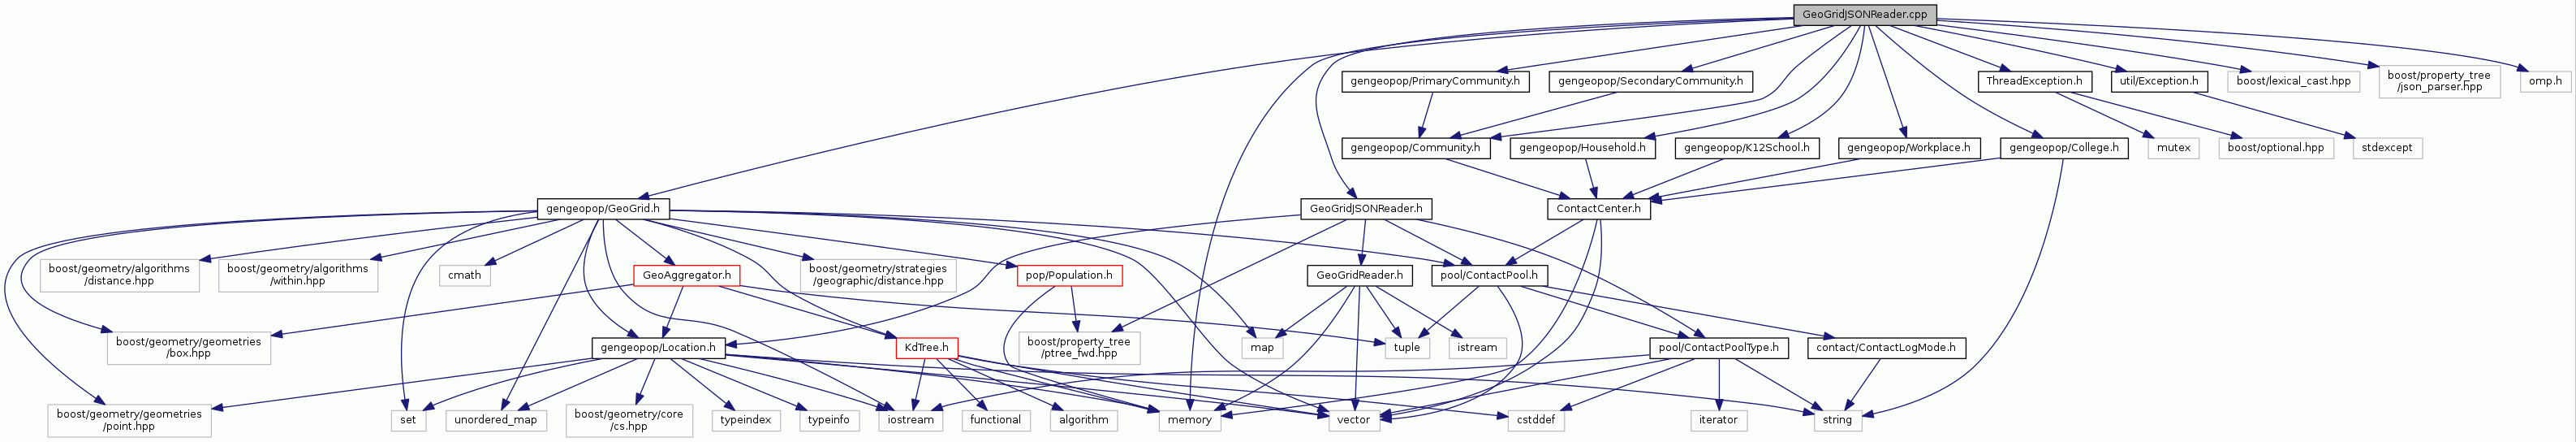 GeoGridJSONReader.cpp
gengeopop/PrimaryCommunity.h
gengeopop/SecondaryCommunity.h
ThreadException.h
util/Exception.h
boost/lexical_cast.hpp
boost/property_tree
/json_parser.hpp
omp.h
gengeopop/Community.h
gengeopop/Household.h
gengeopop/K12School.h
gengeopop/Workplace.h
gengeopop/College.h
mutex
boost/optional.hpp
stdexcept
gengeopop/GeoGrid.h
GeoGridJSONReader.h
ContactCenter.h
boost/geometry/algorithms
/distance.hpp
boost/geometry/algorithms
/within.hpp
cmath
GeoAggregator.h
boost/geometry/strategies
/geographic/distance.hpp
pop/Population.h
GeoGridReader.h
pool/ContactPool.h
boost/geometry/geometries
/box.hpp
gengeopop/Location.h
KdTree.h
boost/property_tree
/ptree_fwd.hpp
map
tuple
istream
pool/ContactPoolType.h
contact/ContactLogMode.h
boost/geometry/geometries
/point.hpp
set
unordered_map
boost/geometry/core
/cs.hpp
typeindex
typeinfo
iostream
functional
algorithm
memory
vector
cstddef
iterator
string